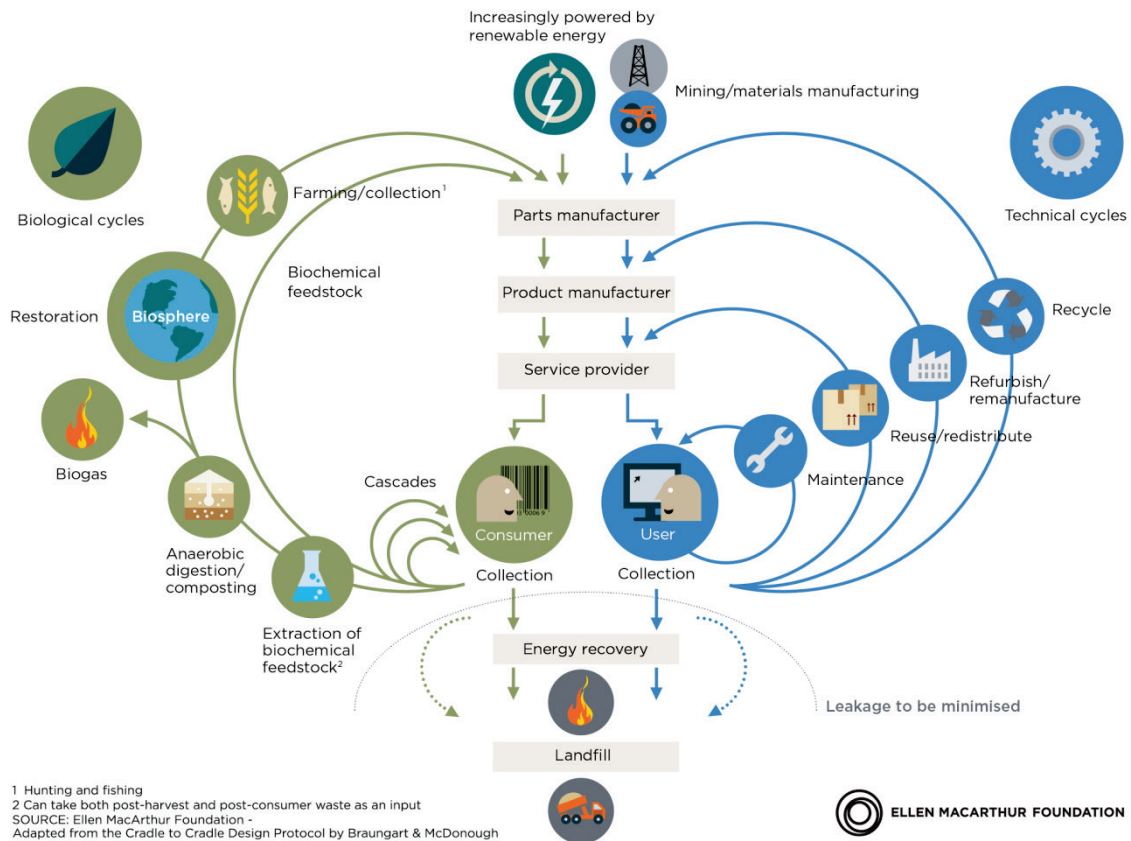 Increasingly powered by
renewable energy
Mining/materials manufacturing
Biological cycles
Farming/collection¹
Technical cycles
Parts manufacturer
Biochemical
feedstock
Product manufacturer
Restoration
Biosphere
Recycle
Service provider
Refurbish/
remanufacture
Biogas
Reuse/redistribute
Cascades
Maintenance
Consumer
User
Anaerobic
digestion/
composting
Collection
Collection
Extraction of
biochemical
feedstock²
Energy recovery
Leakage to be minimised
Landfill
1 Hunting and fishing
2 Can take both post-harvest and post-consumer waste as an input
SOURCE: Ellen MacArthur Foundation -
Adapted from the Cradle to Cradle Design Protocol by Braungart & McDonough
ELLEN MACARTHUR FOUNDATION